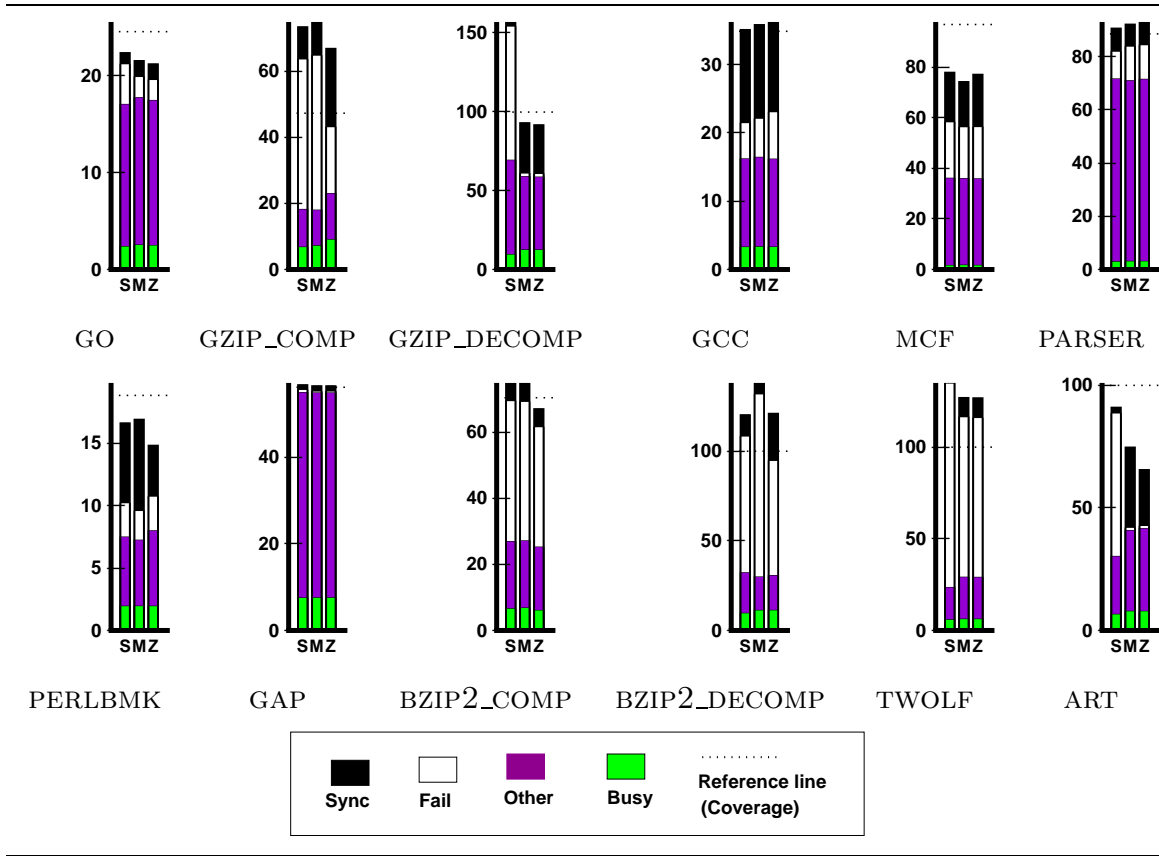 20
10
0
SMZ
GO
60
40
20
0
SMZ
GZIP_COMP
150
100
50
0
SMZ
GZIP_DECOMP
30
20
10
0
SMZ
GCC
80
60
40
20
0
SMZ
MCF
80
60
40
20
0
SMZ
PARSER
15
10
5
0
SMZ
PERLBMK
40
20
0
SMZ
GAP
60
40
20
0
SMZ
BZIP2_COMP
100
50
0
SMZ
BZIP2_DECOMP
100
50
0
SMZ
TWOLF
100
50
0
SMZ
ART
Sync
Fail
Other
Busy
Reference line
(Coverage)